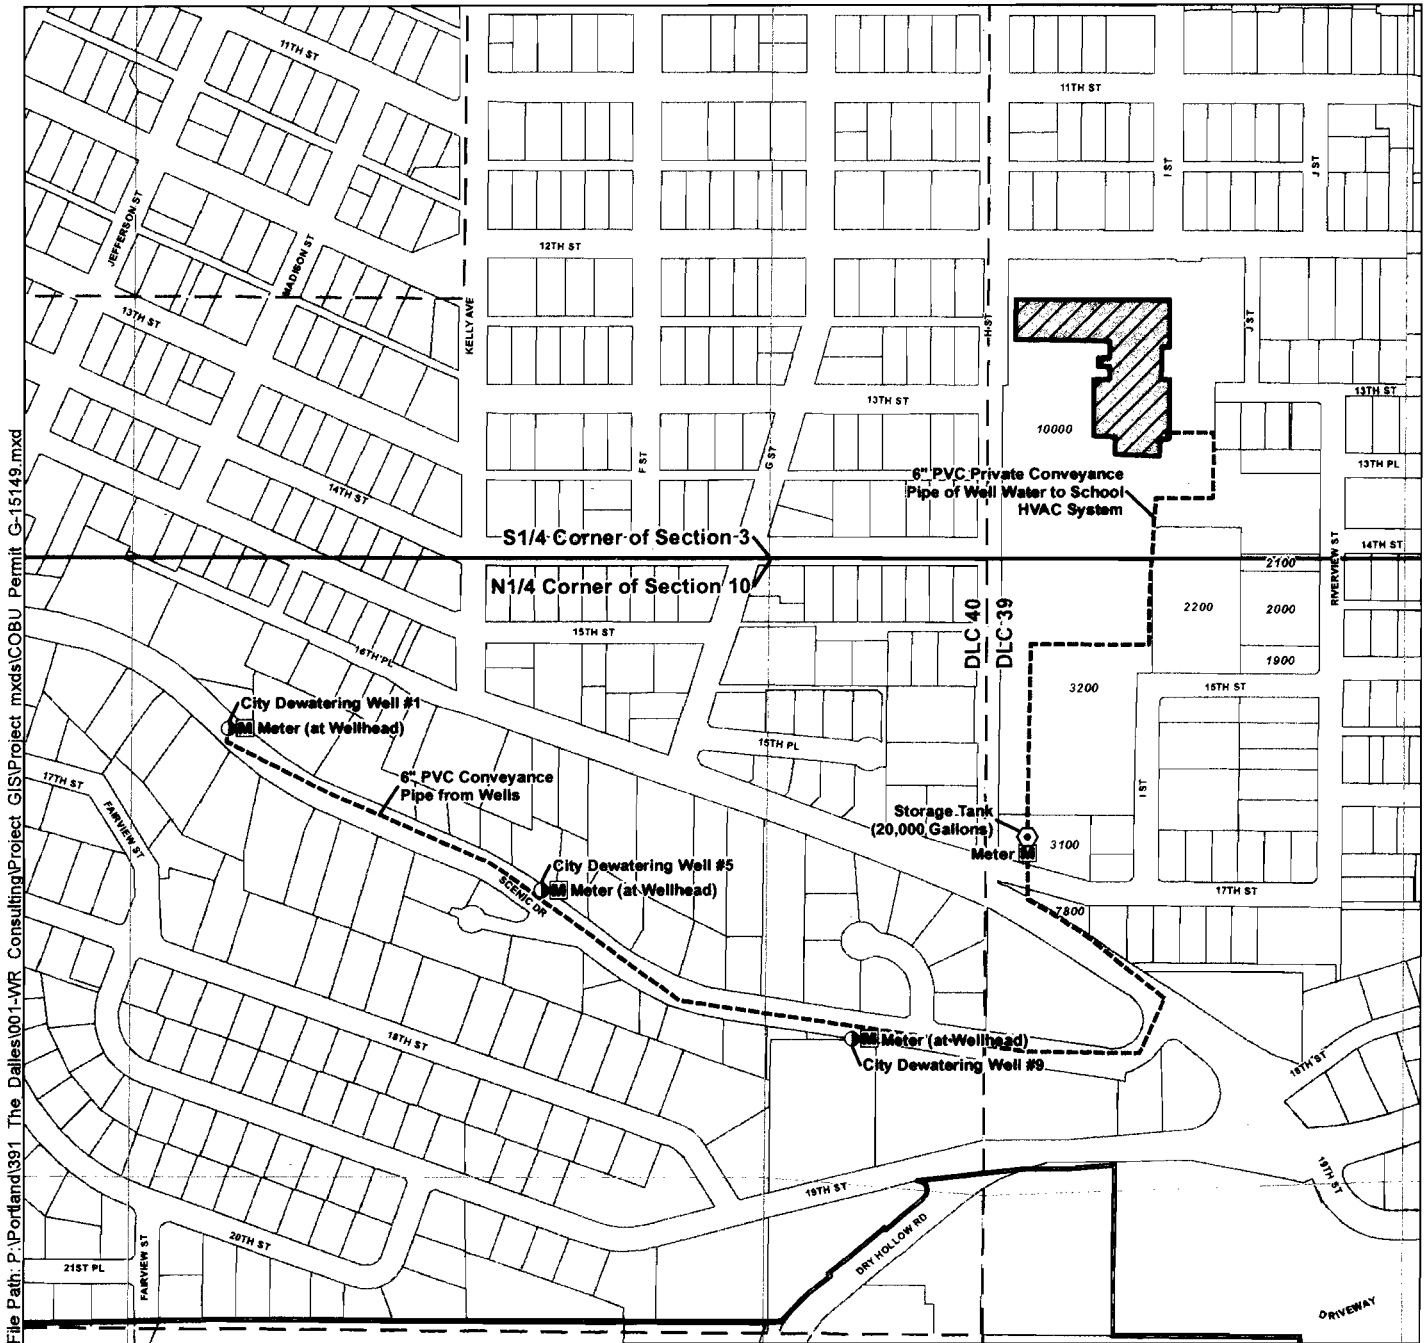 11TH ST
11TH ST
I ST
J ST
JEFFERSON ST
MADISON ST
12TH ST
13TH ST
KELLY AVE
H ST
J ST
13TH ST
13TH ST
10000
F ST
G ST
13TH PL
6" PVC Private Conveyance
Pipe of Well Water to School
HVAC System
14TH ST
S1/4 Corner of Section 3
14TH ST
N1/4 Corner of Section 10
2100
RIVERVIEW ST
2200
2000
15TH ST
DLC 40
DLC 39
16TH PL
1900
3200
15TH ST
City Dewatering Well #1
M Meter (at Wellhead)
15TH PL
17TH ST
6" PVC Conveyance
Pipe from Wells
I ST
FAIRVIEW ST
Storage Tank
(20,000 Gallons)
Meter M
3100
City Dewatering Well #5
M Meter (at Wellhead)
SCENIC DR
17TH ST
7800
18TH ST
M Meter (at Wellhead)
City Dewatering Well #9
18TH ST
19TH ST
19TH ST
DRY HOLLOW RD
20TH ST
FAIRVIEW ST
21ST PL
DRIVEWAY
File Path: P:\Portland\391 The Dalles\001-WR Consulting\Project GIS\Project mxds\COBU Permit G-15149.mxd